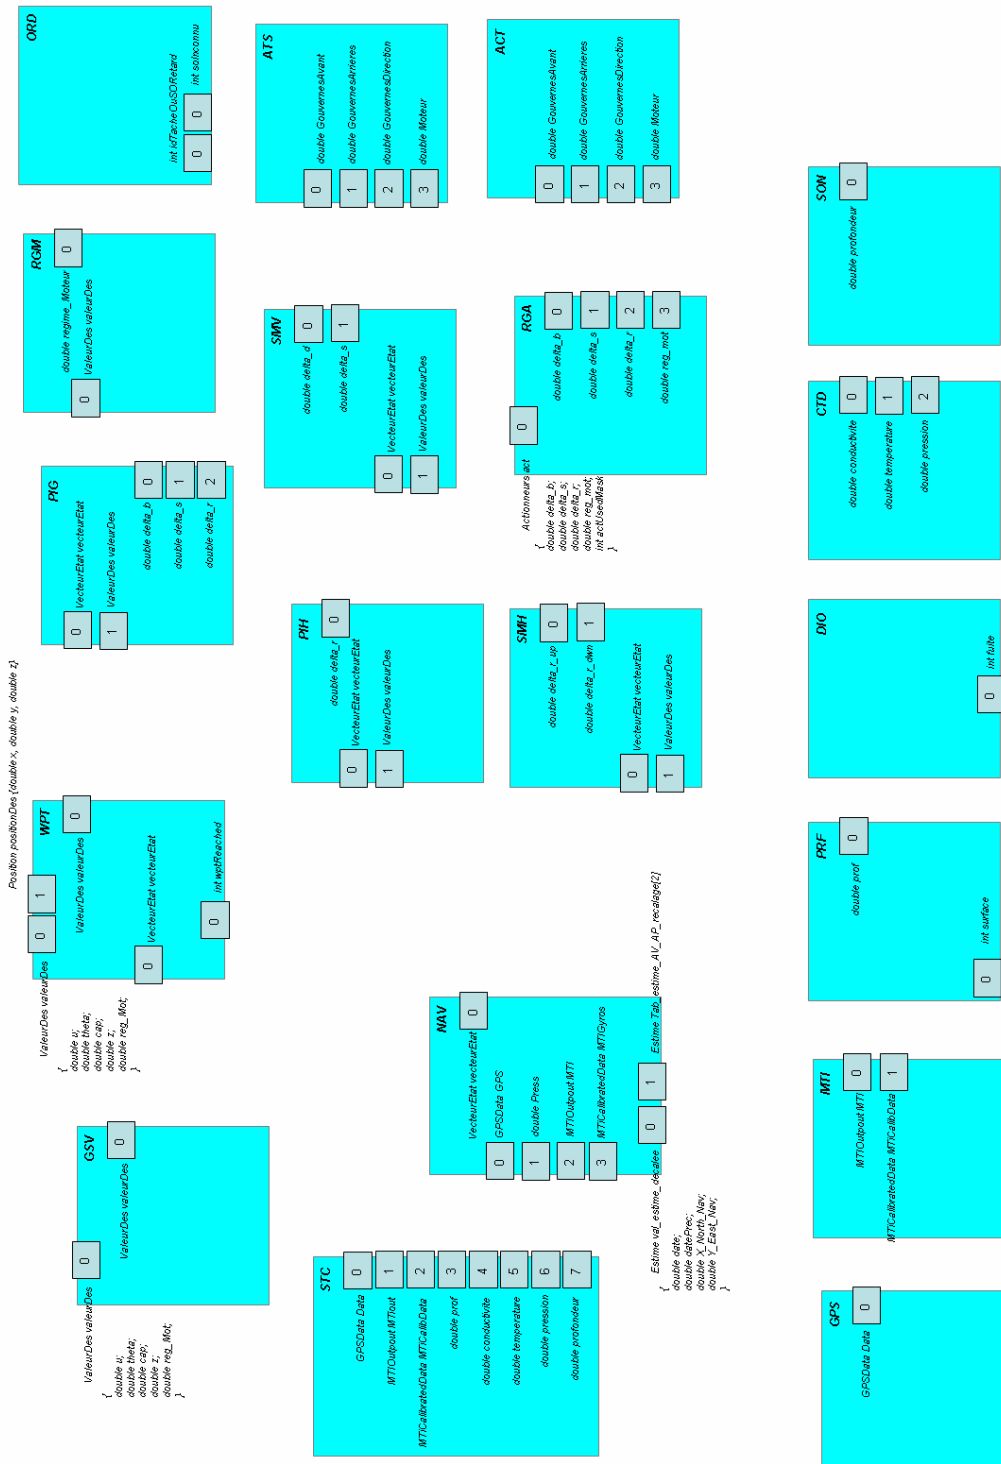 GSV
0
Valeurdes valeurDes
{
double u;
double theta;
double cap;
double z;
double reg_Mot;
}
0
ValeurDes valeurDes
Position positionDes {double x, double y, double z}
WPT
0
1
ValeurDes valeurDes
{
double u;
double theta;
double cap;
double z;
double reg_Mot;
}
0
ValeurDes valeurDes
0
VecteurEtat vecteurEtat
0
int wptReached
PIG
0
VecteurEtat vecteurEtat
1
ValeurDes valeurDes
double delta_b
0
double delta_s
1
double delta_r
2
RGM
double regime_Moteur
0
0
ValeurDes valeurDes
ORD
int idTacheOuSORetard
0
0
int soInconnu
PIH
double delta_r
0
0
VecteurEtat vecteurEtat
1
ValeurDes valeurDes
SMV
double delta_d
0
double delta_s
1
0
VecteurEtat vecteurEtat
1
ValeurDes valeurDes
ATS
0
double GouvernesAvant
1
double GouvernesArrieres
2
double GouvernesDirection
3
double Moteur
STC
GPSData Data
0
MTIOutpout MTIout
1
MTICalibratedData MTICalibData
2
double prof
3
double conductivite
4
double temperature
5
double pression
6
double profondeur
7
NAV
VecteurEtat vecteurEtat
0
0
GPSData GPS
1
double Press
2
MTIOutpout MTI
3
MTICalibratedData MTIGyros
Estime val_estime_decalee
0
1
Estime Tab_estime_AV_AP_recalage[2]
{
double date;
double datePrec;
double X_North_Nav;
double Y_East_Nav;
}
SMH
double delta_r_up
0
double delta_r_dwn
1
0
VecteurEtat vecteurEtat
1
ValeurDes valeurDes
RGA
Actionneurs act
0
{
double delta_b;
double delta_s;
double delta_r;
double reg_mot;
int actUsedMask
}
double delta_b
0
double delta_s
1
double delta_r
2
double reg_mot
3
ACT
0
double GouvernesAvant
1
double GouvernesArrieres
2
double GouvernesDirection
3
double Moteur
GPS
GPSData Data
0
MTI
MTIOutpout MTI
0
MTICalibratedData MTICalibData
1
PRF
double prof
0
0
int surface
DIO
0
int fuite
CTD
double conductivite
0
double temperature
1
double pression
2
SON
double profondeur
0